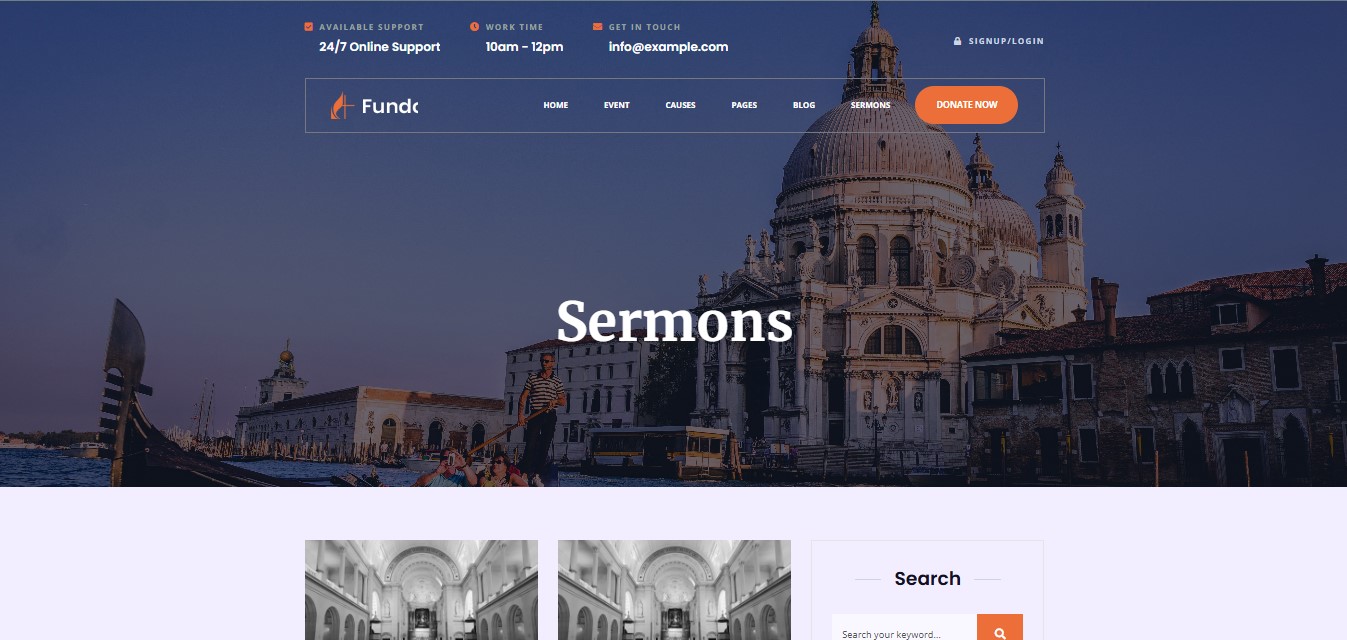 AVAILABLE SUPPORT
24/7 Online Support
WORK TIME
10am - 12pm
GET IN TOUCH
info@example.com
SIGNUP/LOGIN
HOME
EVENT
CAUSES
PAGES
BLOG
SERMONS
DONATE NOW
Sermons
Search
Search your keyword...